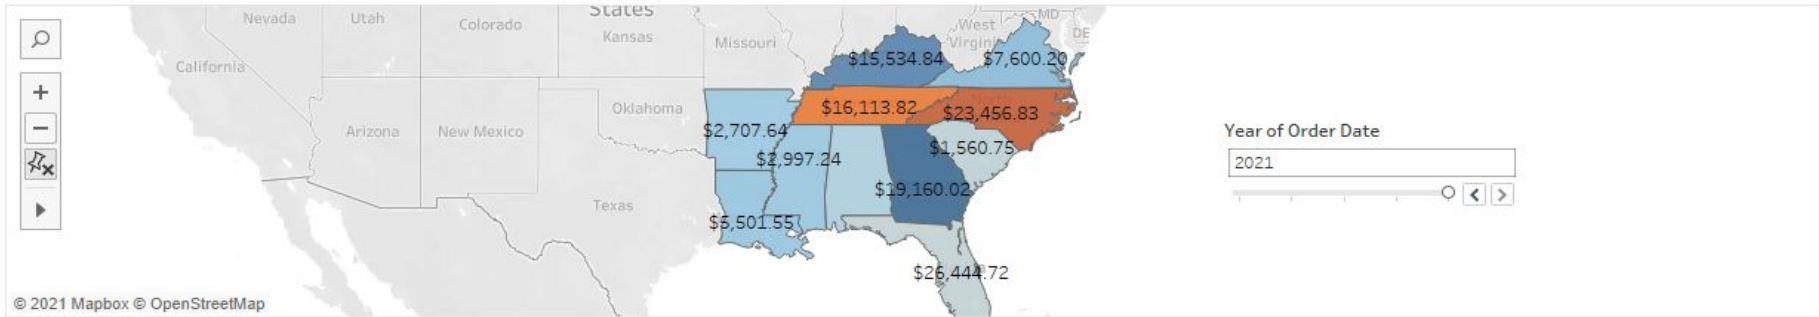 States
Nevada
Utah
Colorado
Kansas
Missouri
West
Virgini
MD
DE
California
$15,534.84
$7,600.20
Oklahoma
$16,113.82
$23,456.83
Arizona
New Mexico
$2,707.64
$2,997.24
$1,560.75
$19,160.02
Texas
$5,501.55
$26,444.72
Year of Order Date
2021
© 2021 Mapbox © OpenStreetMap